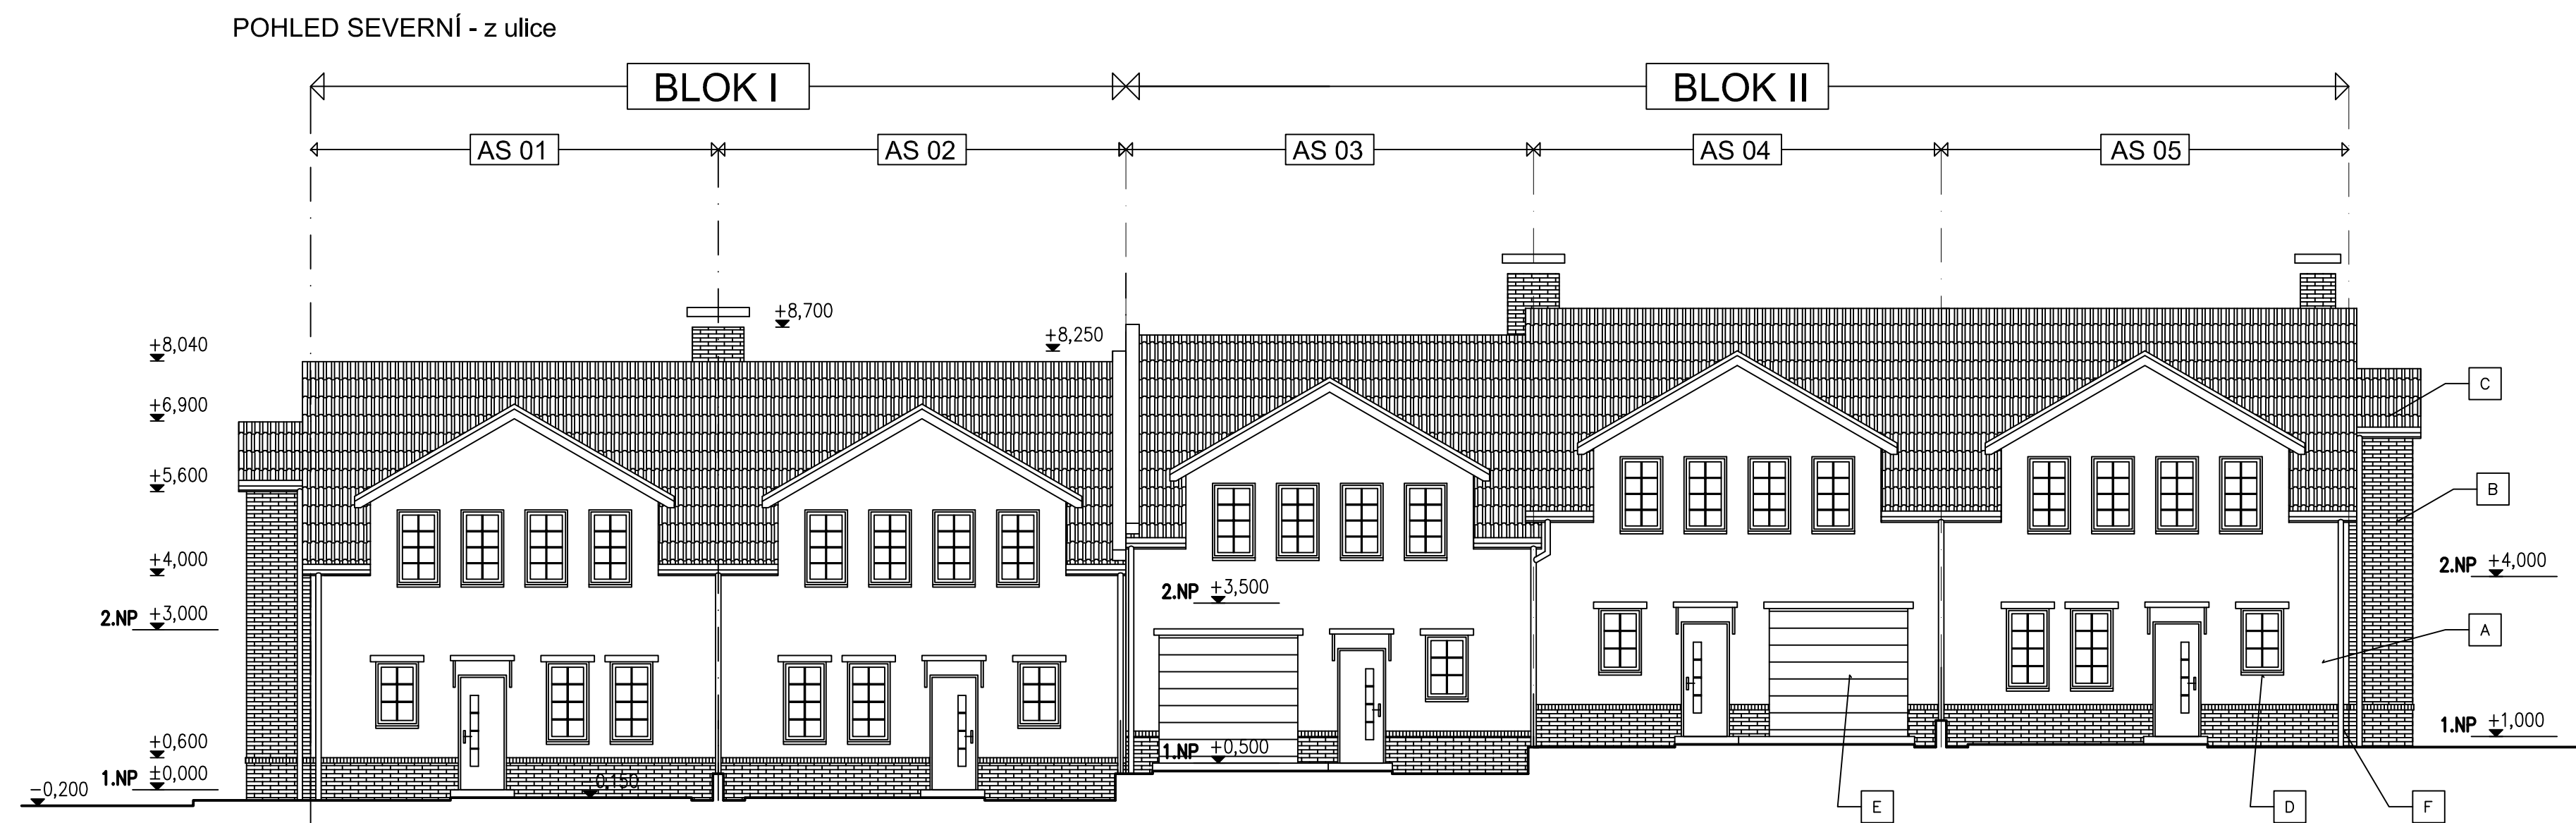 POHLED SEVERNÍ - z ulice
BLOK I
BLOK II
AS 01
AS 02
AS 03
AS 04
AS 05
+8,700
+8,250
+8,040
+6,900
+5,600
+4,000
2.NP +3,000
+0,600
1.NP ±0,000
-0,200
-0,150
2.NP +3,500
1.NP +0,500
C
B
2.NP +4,000
A
1.NP +1,000
E
D
F